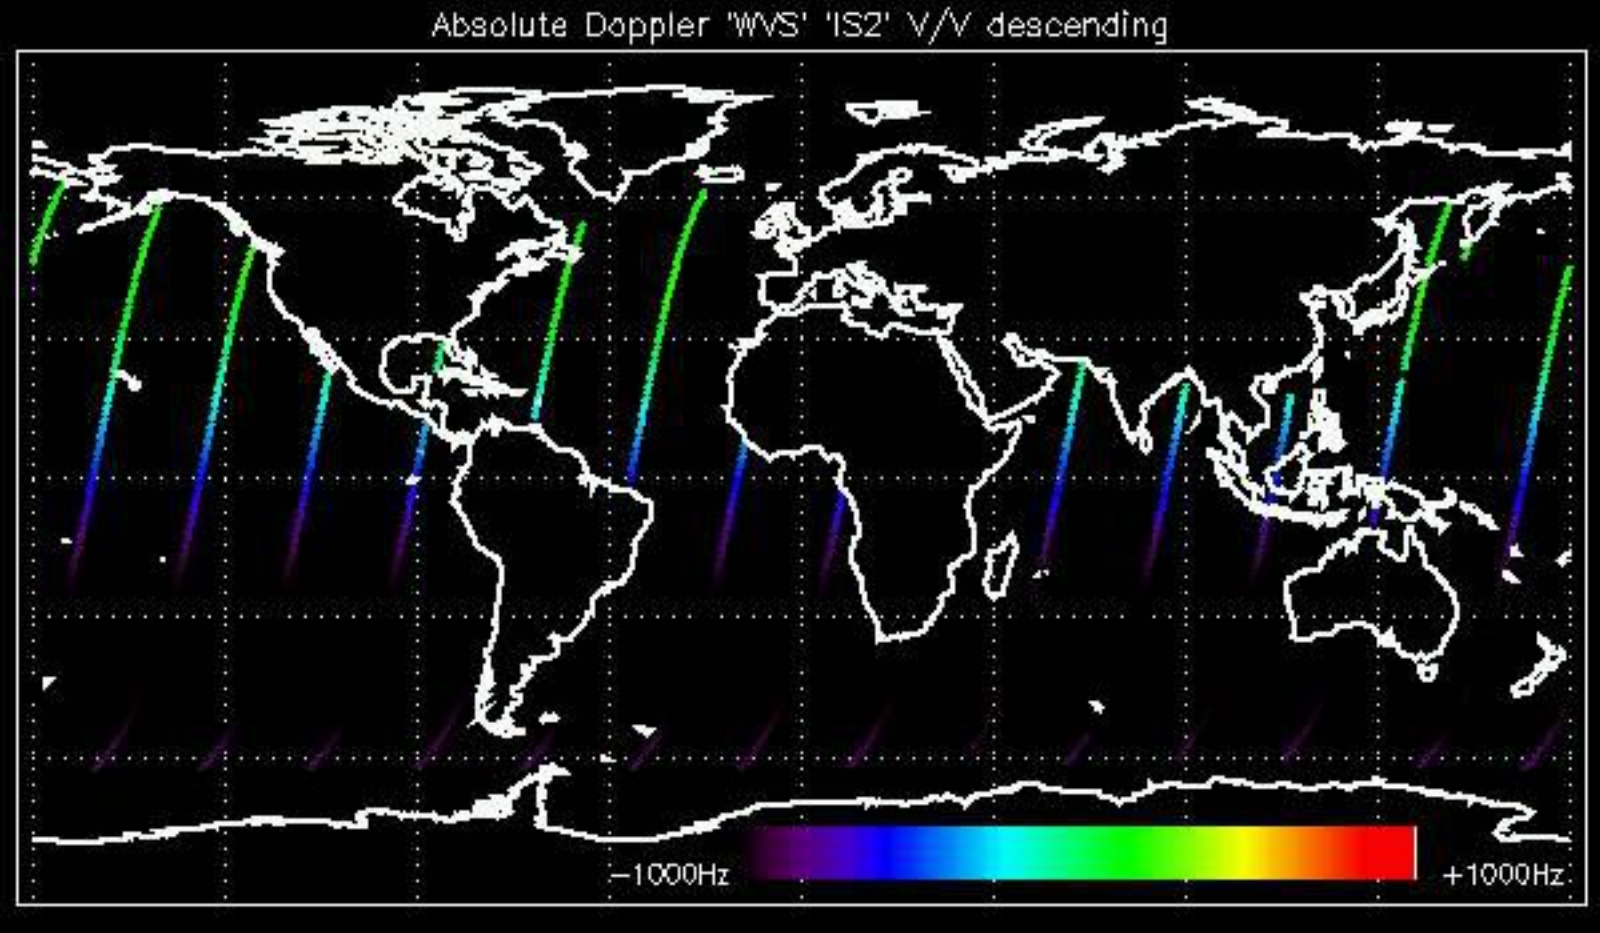 Absolute Doppler 'WVS' 'IS2' V/V descending
-1000Hz +1000Hz